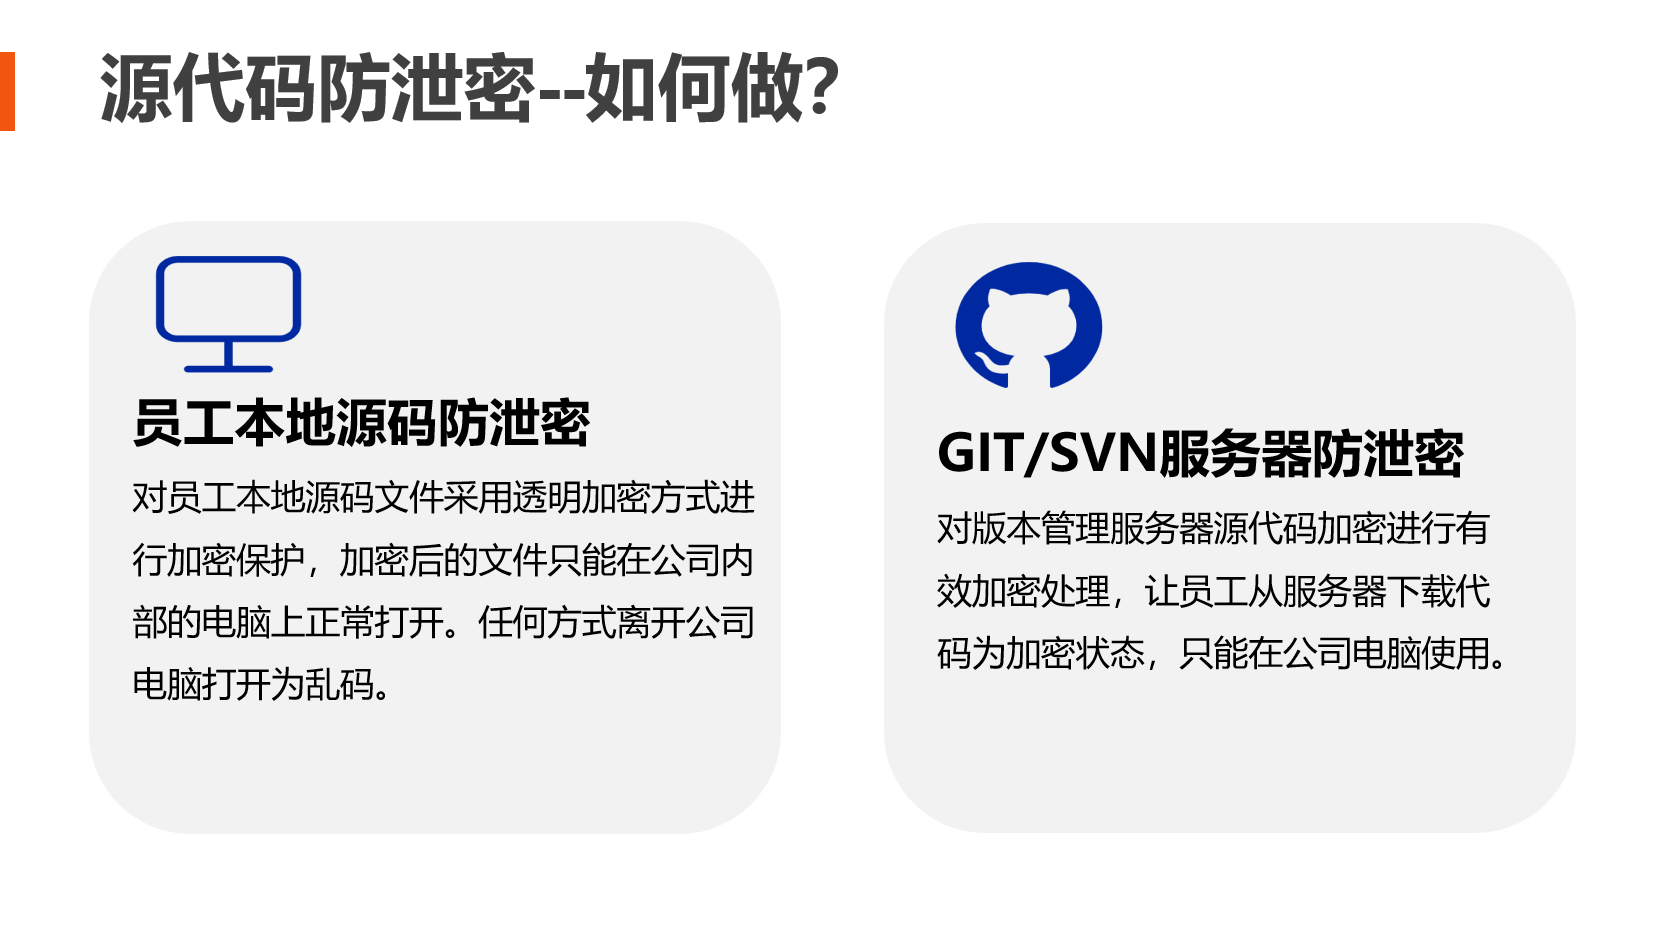 源代码防泄密--如何做?
员工本地源码防泄密
对员工本地源码文件采用透明加密方式进
行加密保护，加密后的文件只能在公司内
部的电脑上正常打开。任何方式离开公司
电脑打开为乱码。
GIT/SVN服务器防泄密
对版本管理服务器源代码加密进行有
效加密处理，让员工从服务器下载代
码为加密状态，只能在公司电脑使用。